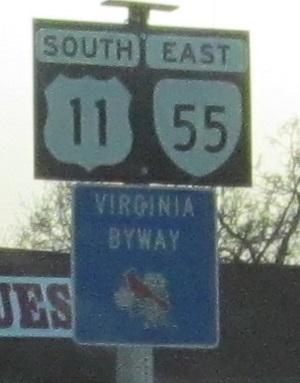 SOUTH EAST
11 55
VIRGINIA
BYWAY
UES